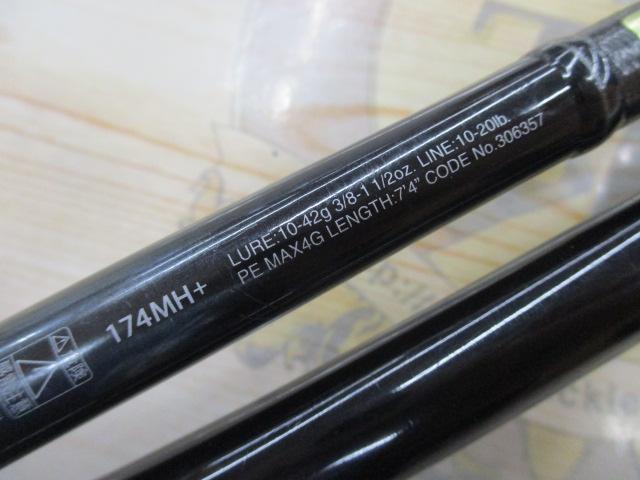 LURE:10-42g 3/8-1 1/2oz. LINE:10-20lb.
174MH+ PE MAX4G LENGTH:7'4" CODE No.306357